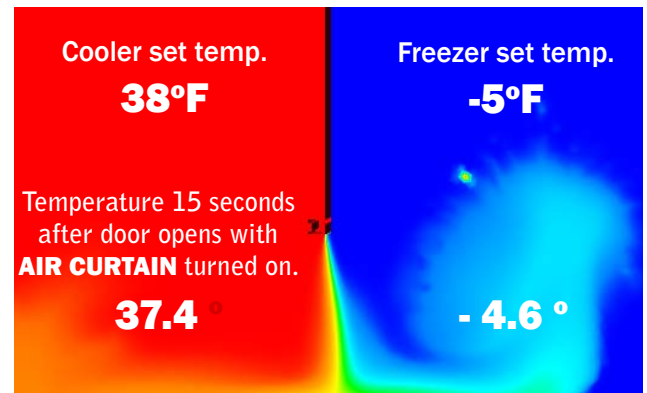 Cooler set temp.
38ºF
Freezer set temp.
-5ºF
Temperature 15 seconds
after door opens with
AIR CURTAIN turned on.
37.4 º
- 4.6 º